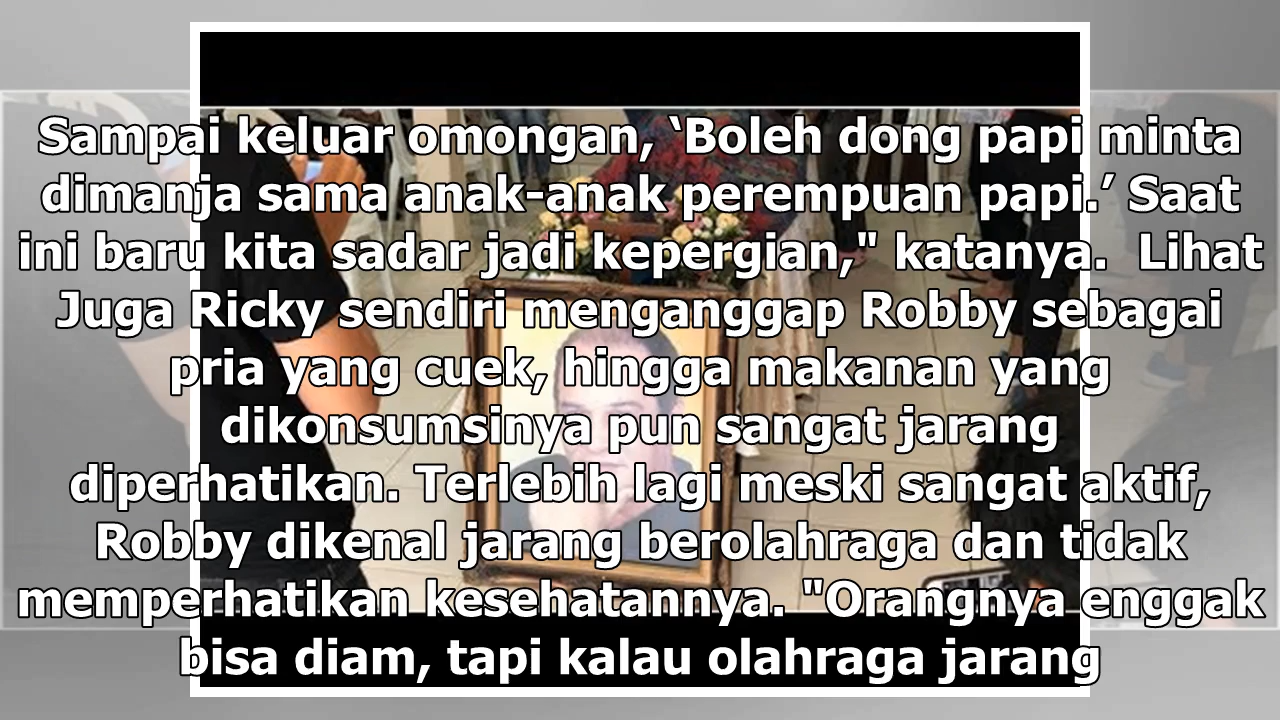 Sampai keluar omongan, ‘Boleh dong papi minta
dimanja sama anak-anak perempuan papi.’ Saat
ini baru kita sadar jadi kepergian," katanya.  Lihat
Juga Ricky sendiri menganggap Robby sebagai
pria yang cuek, hingga makanan yang
dikonsumsinya pun sangat jarang
diperhatikan. Terlebih lagi meski sangat aktif,
Robby dikenal jarang berolahraga dan tidak
memperhatikan kesehatannya. "Orangnya enggak
bisa diam, tapi kalau olahraga jarang